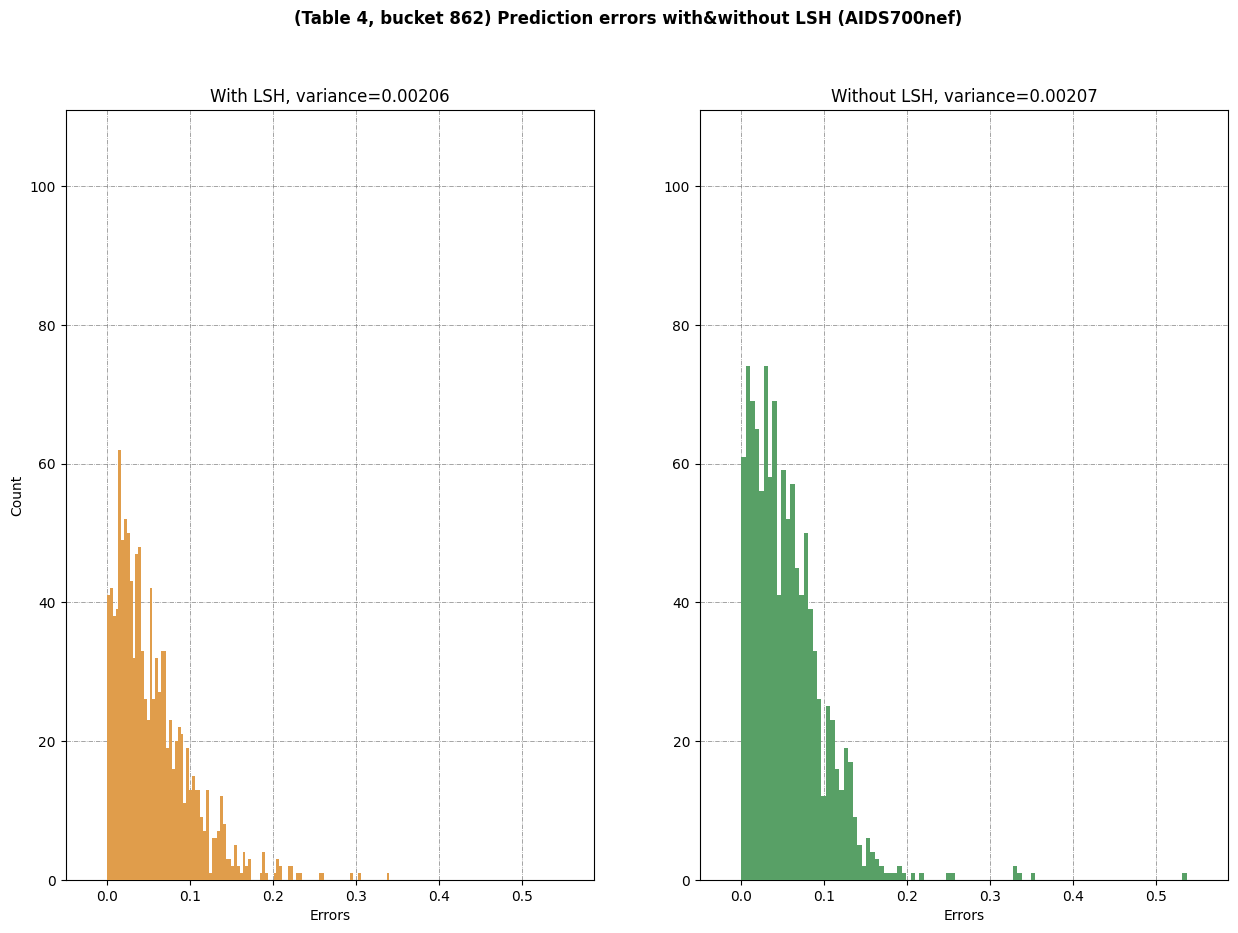 (Table 4, bucket 862) Prediction errors with&without LSH (AIDS700nef)
With LSH, variance=0.00206
100
80
60
40
20
0
Count
0.0 0.1 0.2 0.3 0.4 0.5
Errors
Without LSH, variance=0.00207
100
80
60
40
20
0
0.0 0.1 0.2 0.3 0.4 0.5
Errors